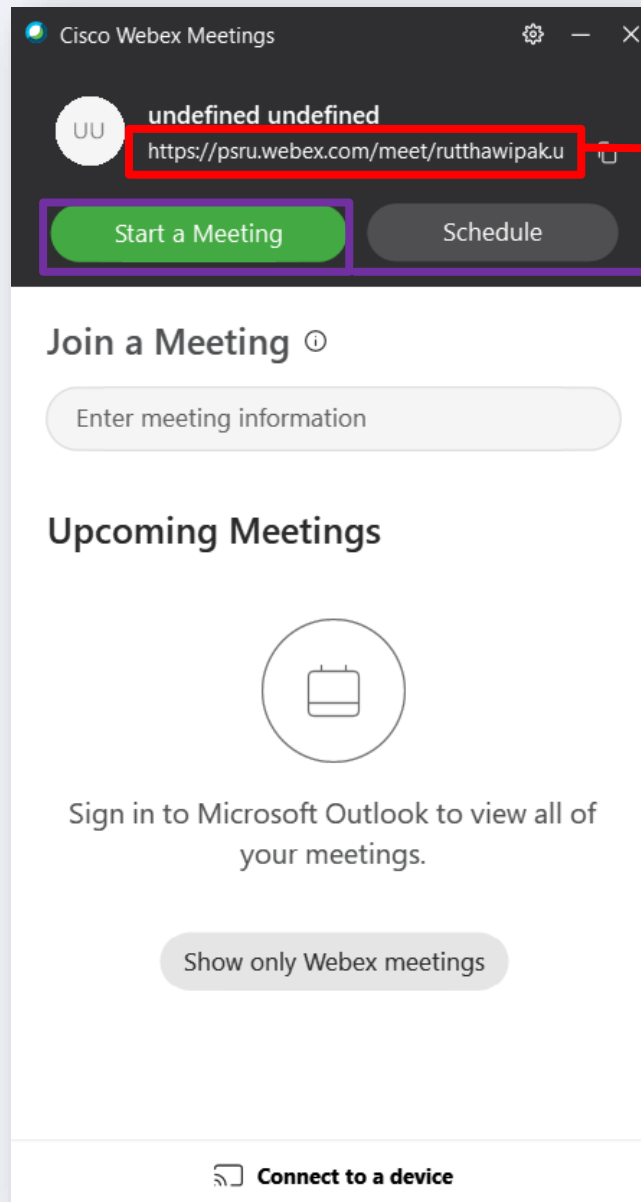 Cisco Webex Meetings
UU
undefined undefined
https://psru.webex.com/meet/rutthawipak.u
Start a Meeting
Schedule
Join a Meeting
Enter meeting information
Upcoming Meetings
Sign in to Microsoft Outlook to view all of
your meetings.
Show only Webex meetings
Connect to a device